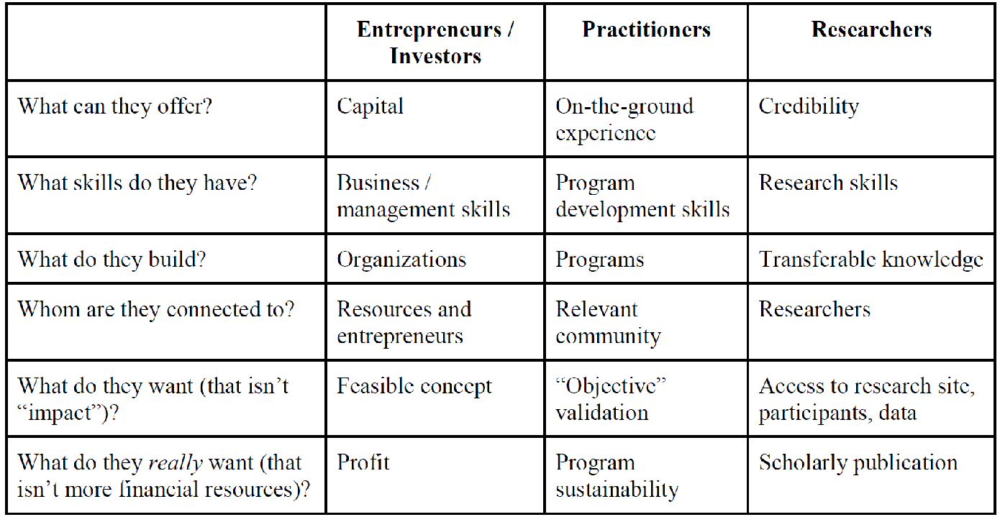 Entrepreneurs /
Investors
Practitioners
Researchers
What can they offer?
Capital
On-the-ground
experience
Credibility
What skills do they have?
Business /
management skills
Program
development skills
Research skills
What do they build?
Organizations
Programs
Transferable knowledge
Whom are they connected to?
Resources and
entrepreneurs
Relevant
community
Researchers
What do they want (that isn’t
“impact”)?
Feasible concept
“Objective”
validation
Access to research site,
participants, data
What do they really want (that
isn’t more financial resources)?
Profit
Program
sustainability
Scholarly publication